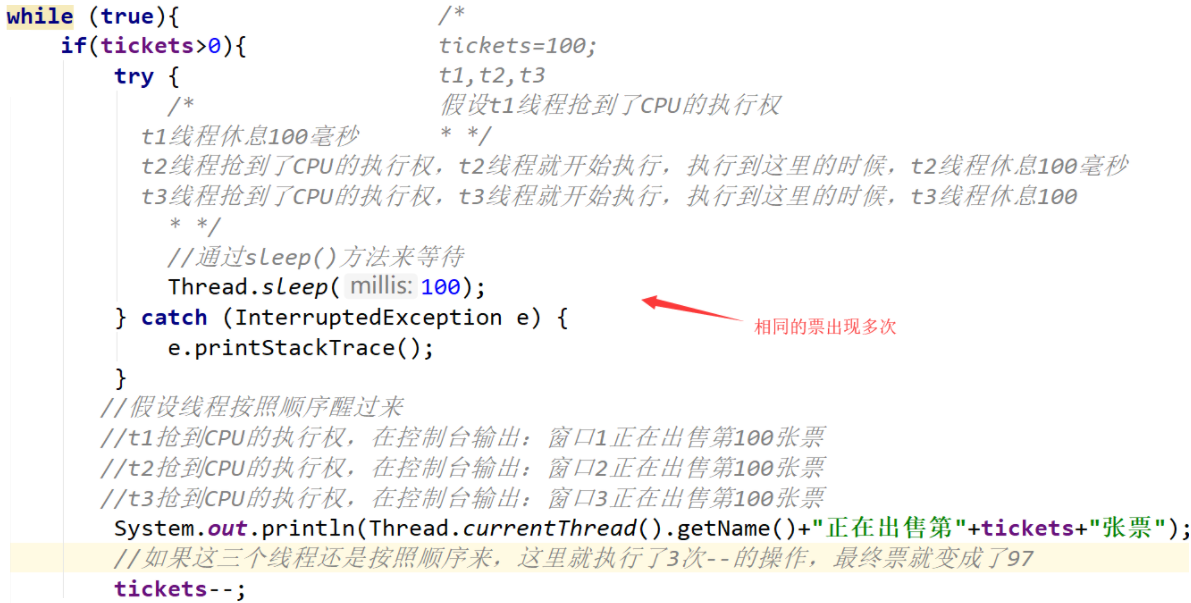 while (true){ /*
if(tickets>0){ tickets=100;
try { t1,t2,t3
/* 假设t1线程抢到了CPU的执行权
t1线程休息100毫秒 * */
t2线程抢到了CPU的执行权，t2线程就开始执行，执行到这里的时候，t2线程休息100毫秒
t3线程抢到了CPU的执行权，t3线程就开始执行，执行到这里的时候，t3线程休息100
* */
//通过sleep()方法来等待
Thread.sleep( millis: 100);
} catch (InterruptedException e) {
相同的票出现多次
e.printStackTrace();
}
//假设线程按照顺序醒过来
//t1抢到CPU的执行权，在控制台输出：窗口1正在出售第100张票
//t2抢到CPU的执行权，在控制台输出：窗口2正在出售第100张票
//t3抢到CPU的执行权，在控制台输出：窗口3正在出售第100张票
System.out.println(Thread.currentThread().getName()+"正在出售第"+tickets+"张票");
//如果这三个线程还是按照顺序来，这里就执行了3次--的操作，最终票就变成了97
tickets--;